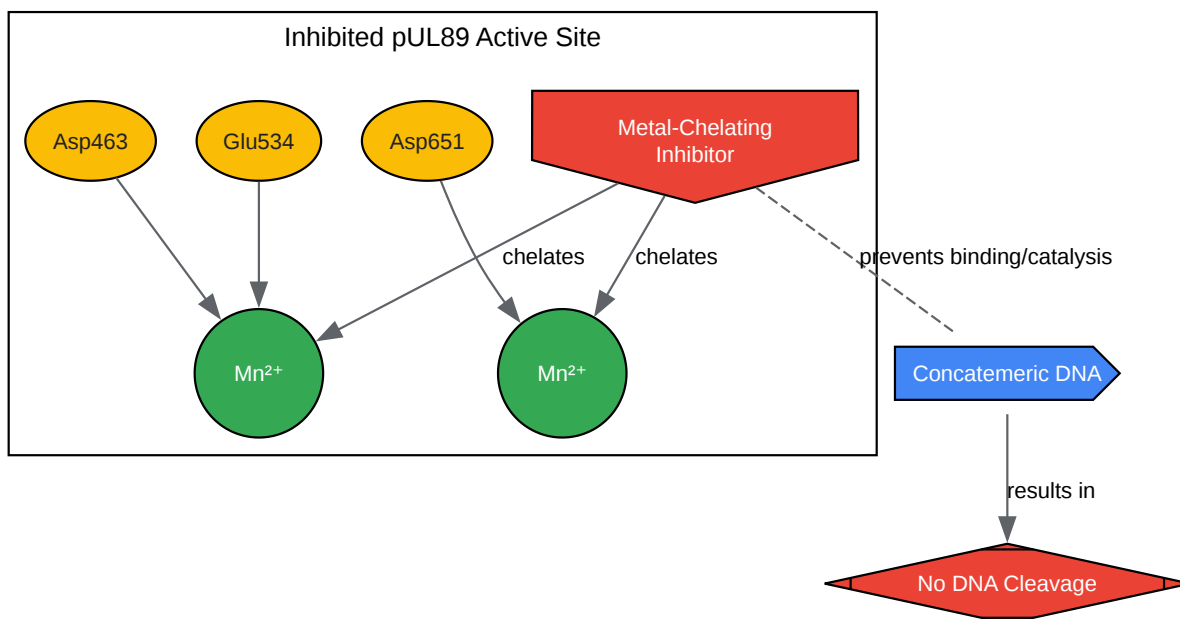 Inhibited pUL89 Active Site
Asp463
Glu534
Asp651
Metal-Chelating
Inhibitor
chelates
chelates
prevents binding/catalysis
Mn²⁺
Mn²⁺
Concatemeric DNA
results in
No DNA Cleavage